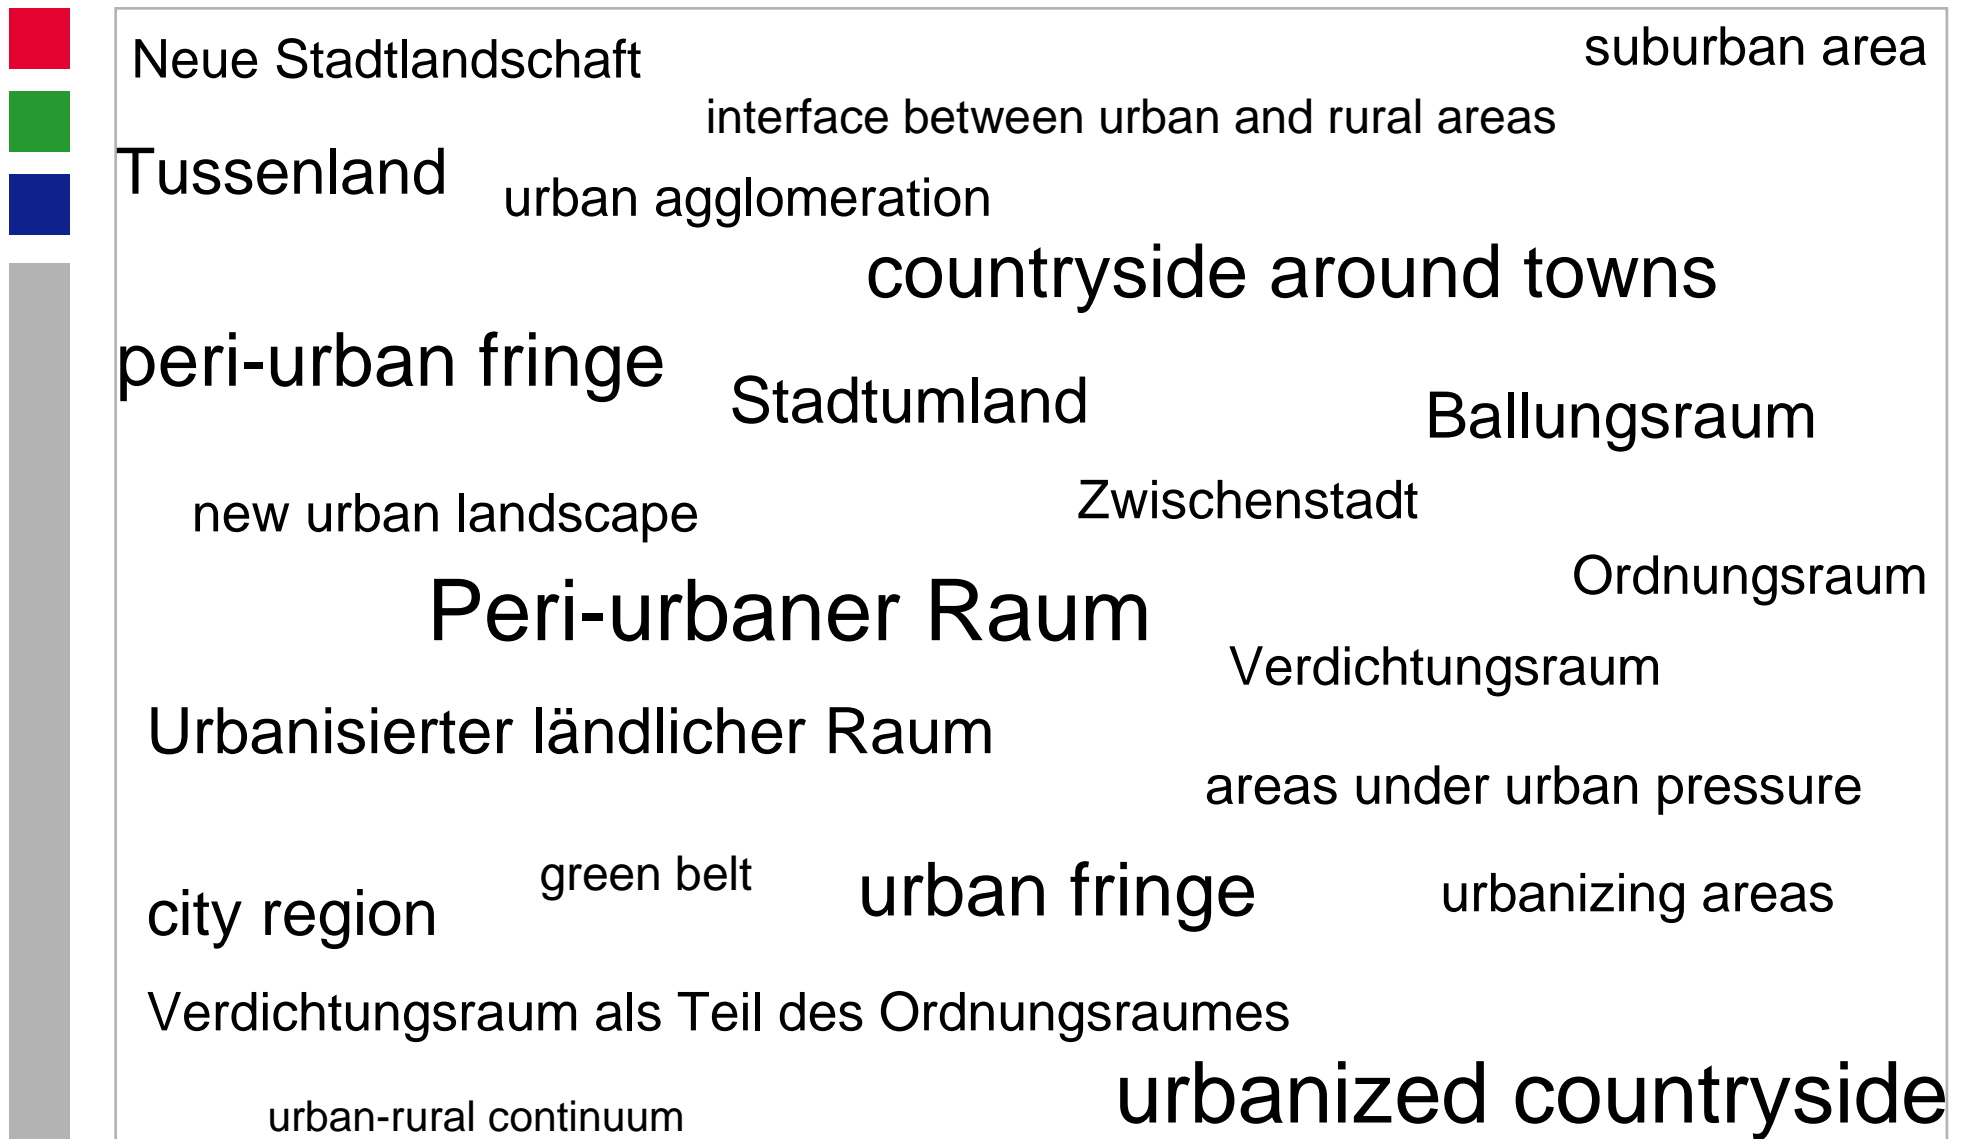 Neue Stadtlandschaft
suburban area
interface between urban and rural areas
Tussenland
urban agglomeration
countryside around towns
peri-urban fringe
Stadtumland
Ballungsraum
new urban landscape
Zwischenstadt
Ordnungsraum
Peri-urbaner Raum
Verdichtungsraum
Urbanisierter ländlicher Raum
areas under urban pressure
green belt
city region
urban fringe
urbanizing areas
Verdichtungsraum als Teil des Ordnungsraumes
urbanized countryside
urban-rural continuum